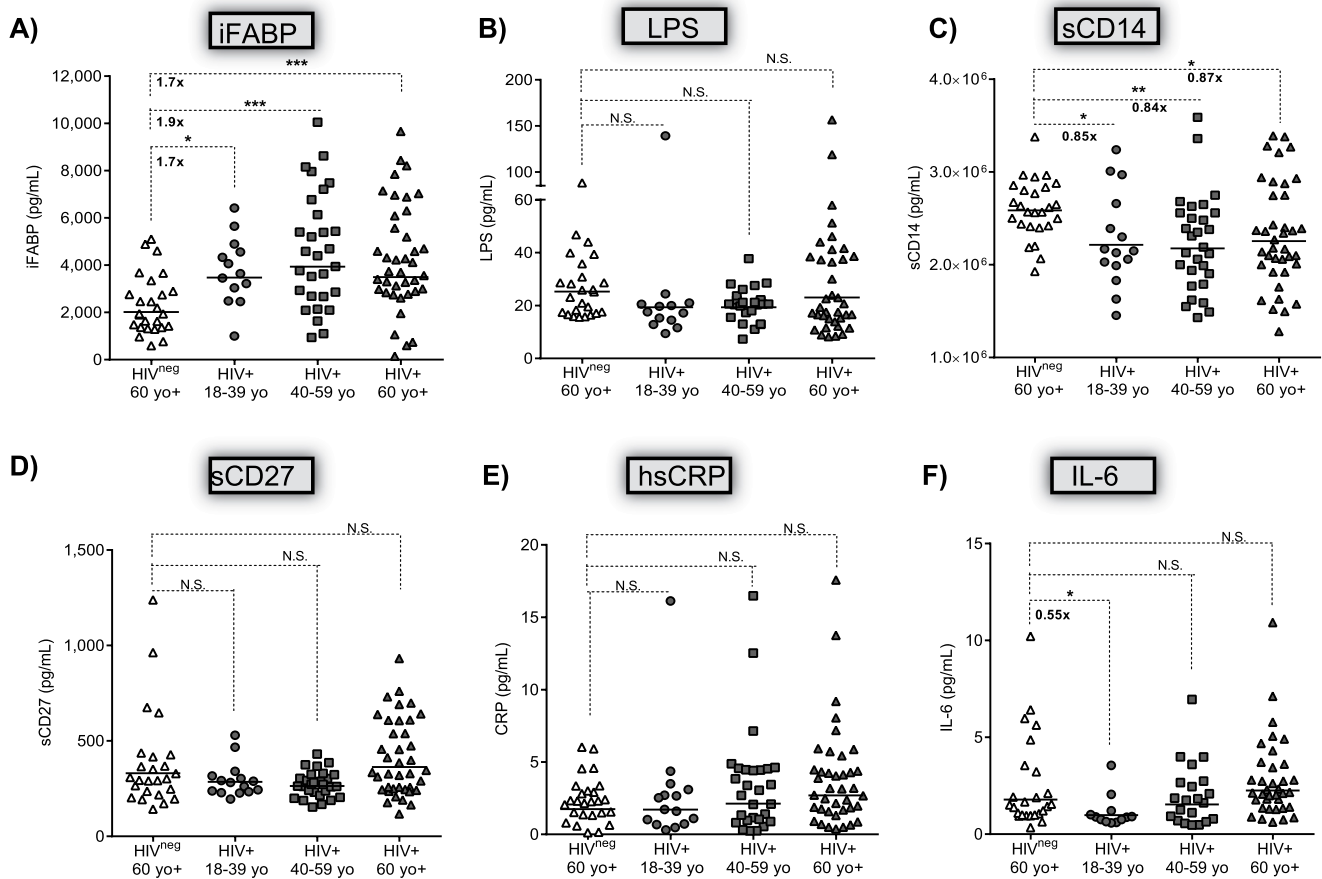 A)
iFABP
***
1.7x
***
1.9x
*
1.7x
12,000
10,000
8,000
6,000
4,000
2,000
0
iFABP (pg/mL)
HIVneg
60 yo+
HIV+
18-39 yo
HIV+
40-59 yo
HIV+
60 yo+
B)
LPS
N.S.
N.S.
N.S.
200
150
100
60
40
20
0
LPS (pg/mL)
HIVneg
60 yo+
HIV+
18-39 yo
HIV+
40-59 yo
HIV+
60 yo+
C)
sCD14
*
0.87x
**
0.84x
*
0.85x
4.0×10⁶
3.0×10⁶
2.0×10⁶
1.0×10⁶
sCD14 (pg/mL)
HIVneg
60 yo+
HIV+
18-39 yo
HIV+
40-59 yo
HIV+
60 yo+
D)
sCD27
N.S.
N.S.
N.S.
1,500
1,000
500
0
sCD27 (pg/mL)
HIVneg
60 yo+
HIV+
18-39 yo
HIV+
40-59 yo
HIV+
60 yo+
E)
hsCRP
N.S.
N.S.
N.S.
20
15
10
5
0
CRP (pg/mL)
HIVneg
60 yo+
HIV+
18-39 yo
HIV+
40-59 yo
HIV+
60 yo+
F)
IL-6
N.S.
N.S.
*
0.55x
15
10
5
0
IL-6 (pg/mL)
HIVneg
60 yo+
HIV+
18-39 yo
HIV+
40-59 yo
HIV+
60 yo+